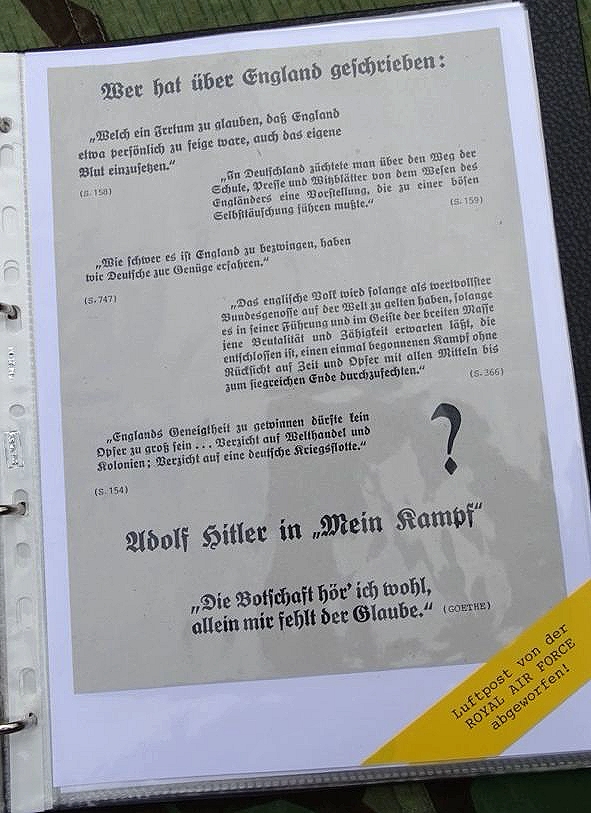 Wer hat über England geschrieben:
„Welch ein Irrtum zu glauben, daß England
etwa persönlich zu feige wäre, auch das eigene
Blut einzusetzen.“
(S. 158)
„In Deutschland züchtete man über den Weg der
Schule, Presse und Witzblätter von dem Wesen des
Engländers eine Vorstellung, die zu einer bösen
Selbsttäuschung führen mußte.“
(S. 159)
„Wie schwer es ist England zu bezwingen, haben
wir Deutsche zur Genüge erfahren.“
(S. 747)
„Das englische Volk wird solange als wertvollster
Bundesgenosse auf der Welt zu gelten haben, solange
es in seiner Führung und im Geiste der breiten Masse
jene Brutalität und Zähigkeit erwarten läßt, die
entschlossen ist, einen einmal begonnenen Kampf ohne
Rücksicht auf Zeit und Opfer mit allen Mitteln bis
zum siegreichen Ende durchzufechten.“
(S. 366)
„Englands Geneigtheit zu gewinnen dürfte kein
Opfer zu groß sein ... Verzicht auf Welthandel und
Kolonien; Verzicht auf eine deutsche Kriegsflotte.“
(S. 154)
?
Adolf Hitler in „Mein Kampf“
„Die Botschaft hör' ich wohl,
allein mir fehlt der Glaube.“ (GOETHE)
Luftpost von der
ROYAL AIR FORCE
abgeworfen!